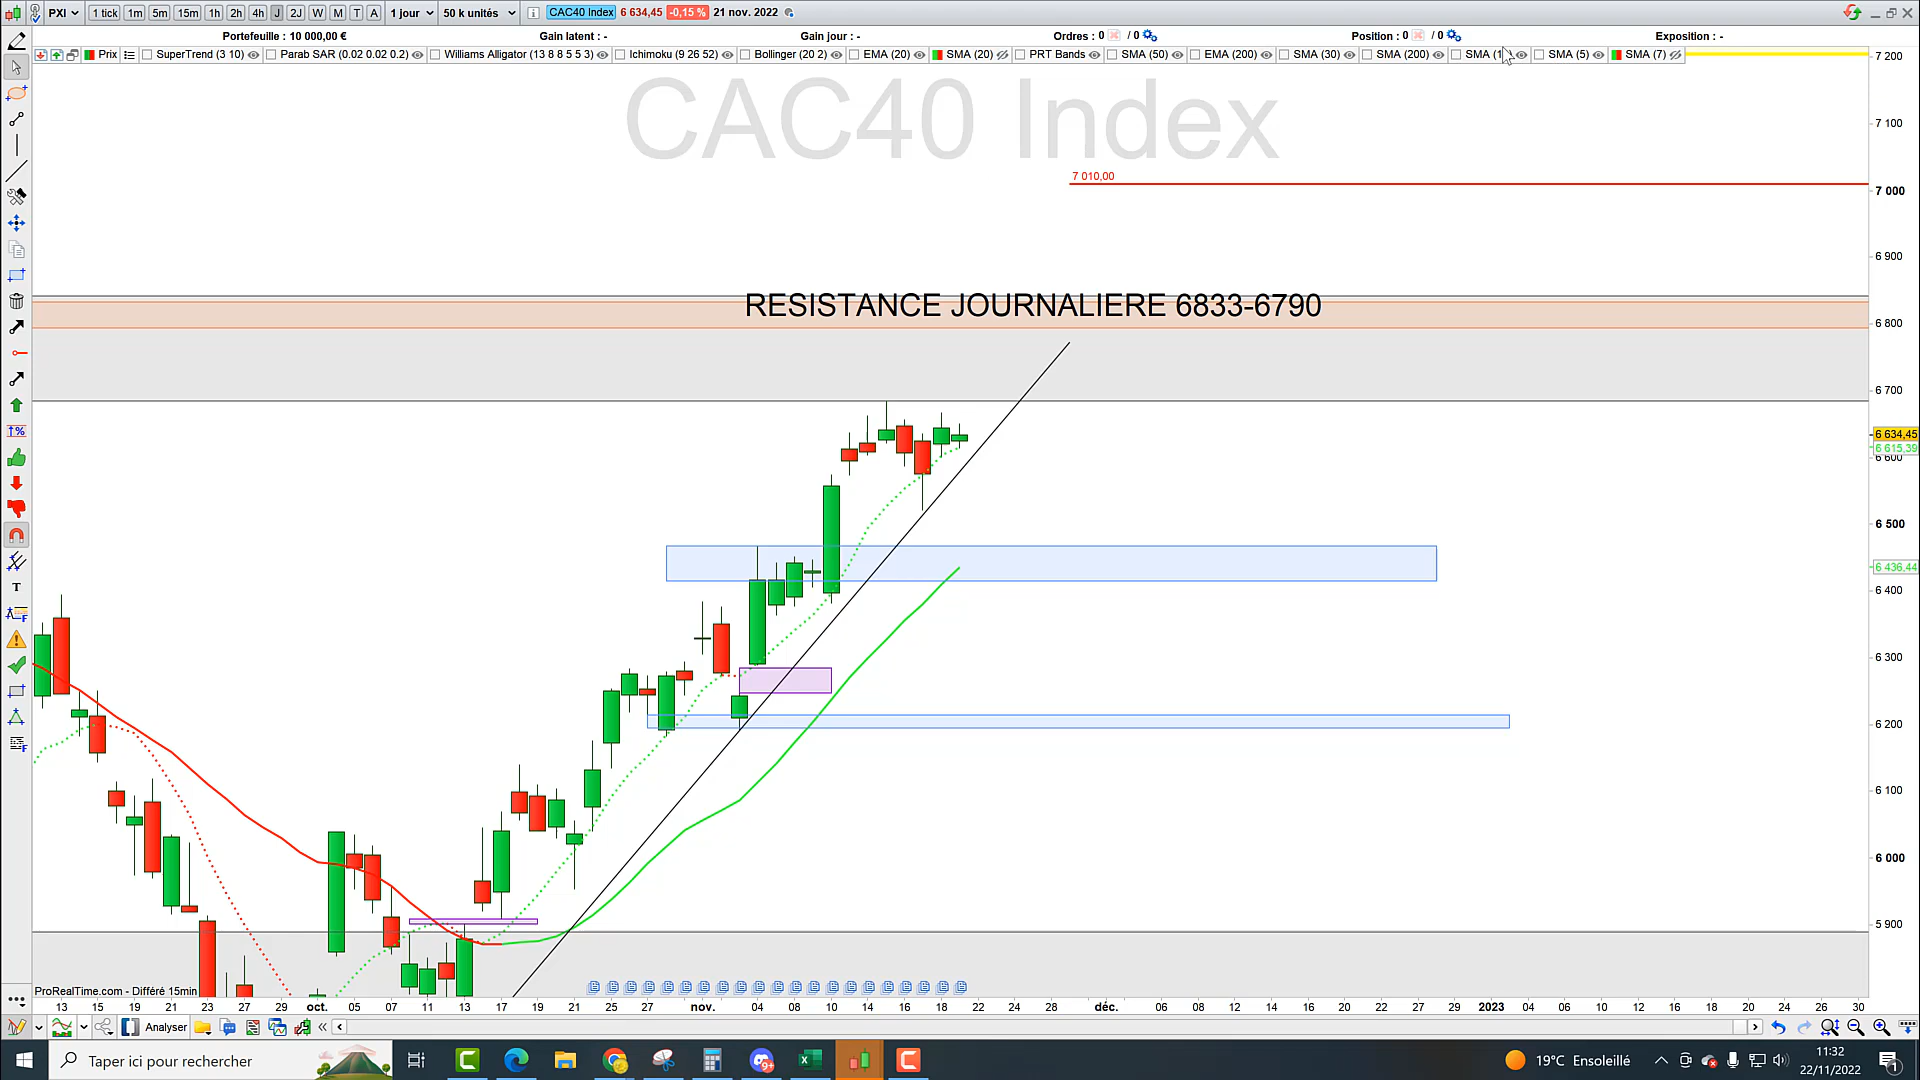 PXI 1 tick 1m 5m 15m 1h 2h 4h J 2J W M T A 1 jour 50 k unités CAC40 Index 6 634,45 -0,15 % 21 nov. 2022
Portefeuille : 10 000,00 € Gain latent : - Gain jour : - Ordres : 0 / 0 Position : 0 / 0 Exposition : -
Prix SuperTrend (3 10) Parab SAR (0.02 0.02 0.2) Williams Alligator (13 8 8 5 5 3) Ichimoku (9 26 52) Bollinger (20 2) EMA (20) SMA (20) PRT Bands SMA (50) EMA (200) SMA (30) SMA (200) SMA SMA (5) SMA (7)
7 200
CAC40 Index
7 100
7 010,00
7 000
6 900
RESISTANCE JOURNALIERE 6833-6790
6 800
6 700
6 634,45
6 615,39
6 600
6 500
6 436,44
6 400
6 300
6 200
6 100
6 000
5 900
ProRealTime.com - Différé 15min
13 15 19 21 23 27 29 oct. 05 07 11 13 17 19 21 25 27 nov. 04 08 10 14 16 18 22 24 28 déc. 06 08 12 14 16 20 22 27 29 2023 04 06 10 12 16 18 20 24 26 30
Analyser
Taper ici pour rechercher
9+
19°C Ensoleillé
11:32
22/11/2022
1